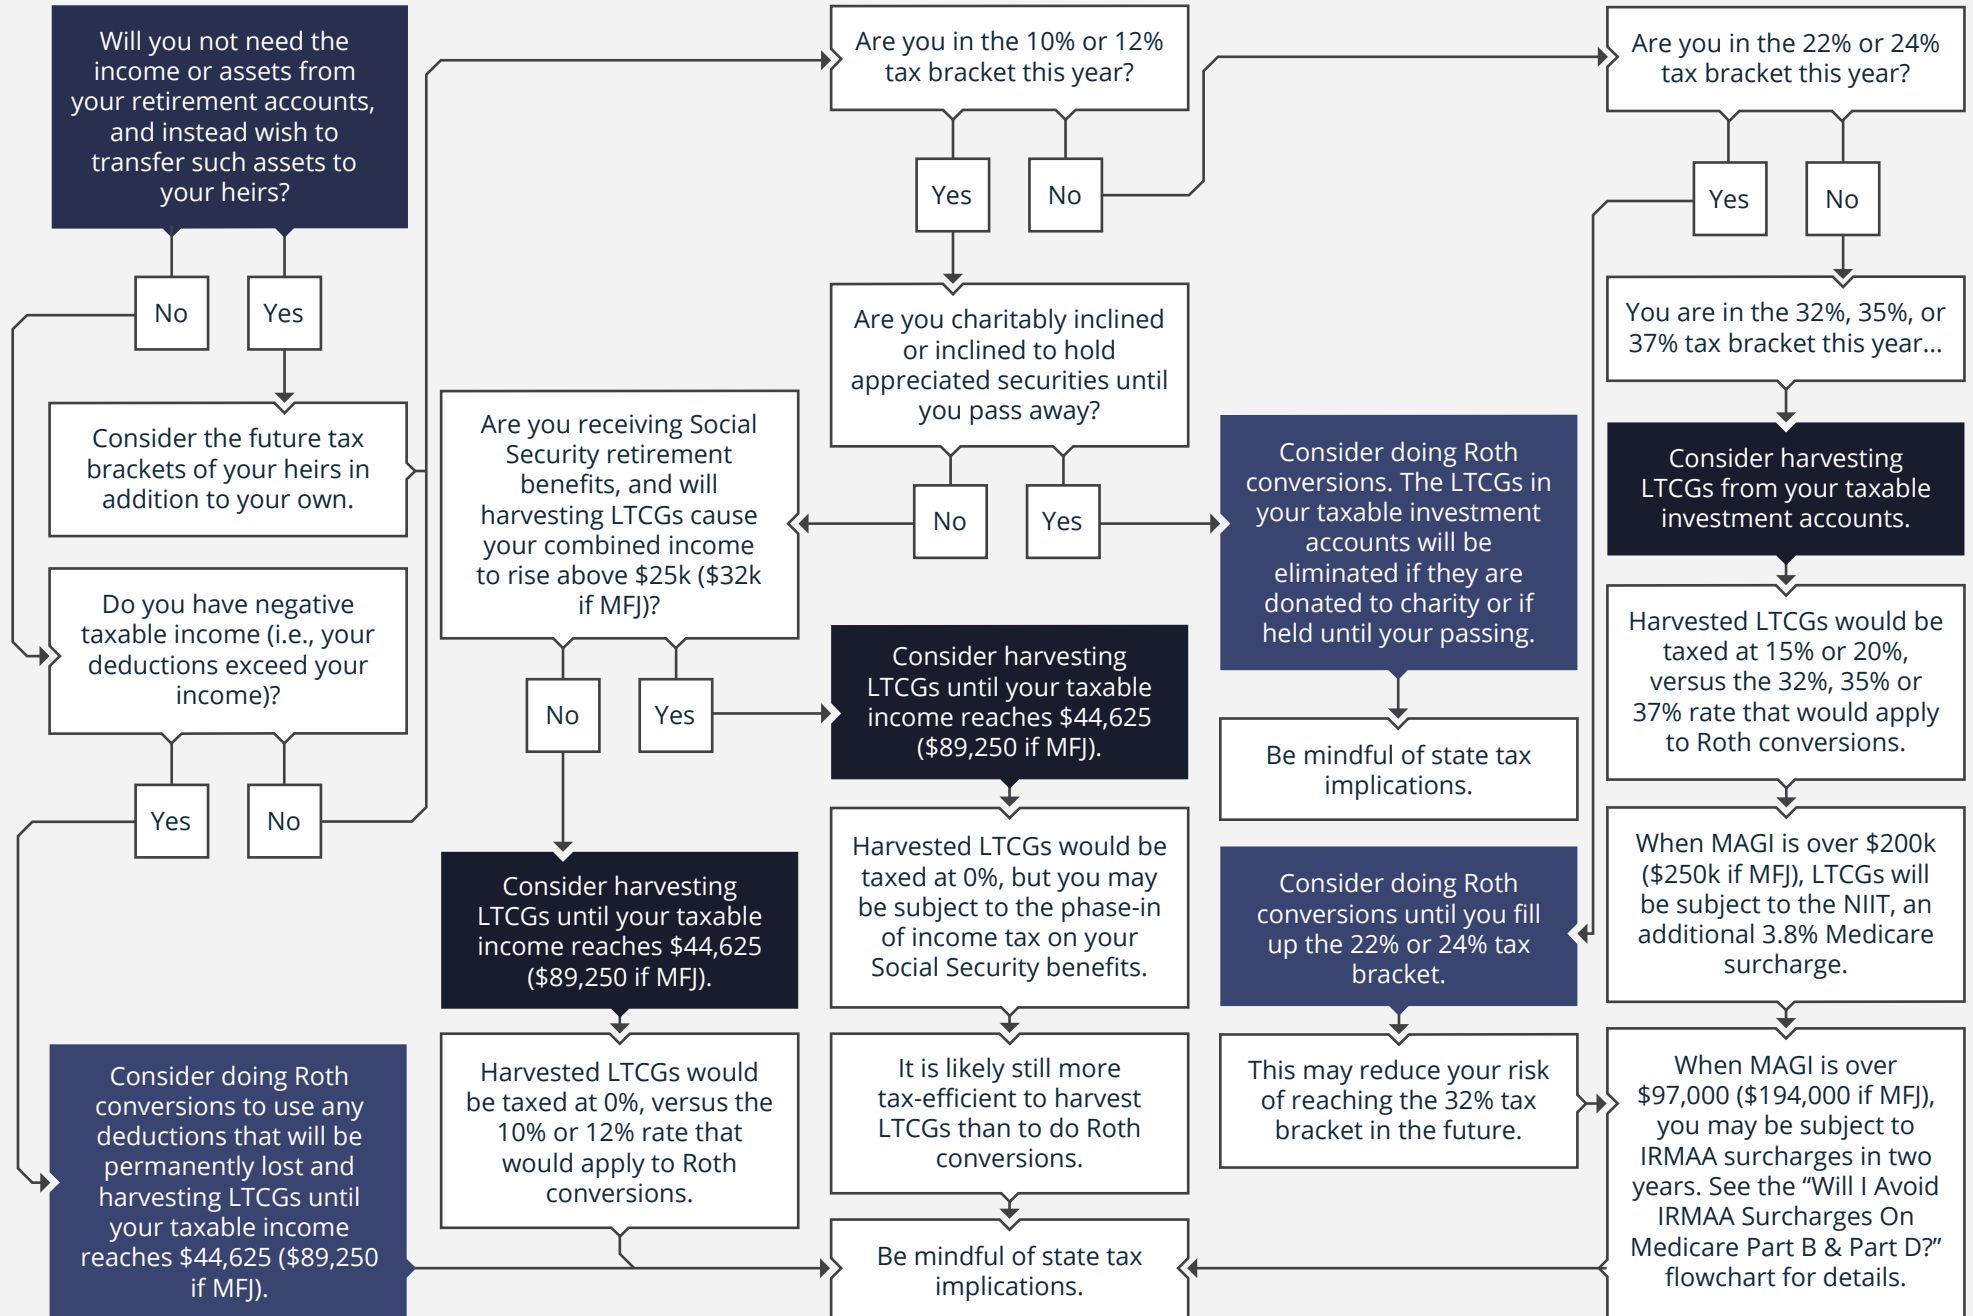 Will you not need the
income or assets from
your retirement accounts,
and instead wish to
transfer such assets to
your heirs?
No
Yes
Consider the future tax
brackets of your heirs in
addition to your own.
Do you have negative
taxable income (i.e., your
deductions exceed your
income)?
Yes
No
Consider doing Roth
conversions to use any
deductions that will be
permanently lost and
harvesting LTCGs until
your taxable income
reaches $44,625 ($89,250
if MFJ).
Are you in the 10% or 12%
tax bracket this year?
Yes
No
Are you charitably inclined
or inclined to hold
appreciated securities until
you pass away?
No
Yes
Are you receiving Social
Security retirement
benefits, and will
harvesting LTCGs cause
your combined income
to rise above $25k ($32k
if MFJ)?
No
Yes
Consider harvesting
LTCGs until your taxable
income reaches $44,625
($89,250 if MFJ).
Harvested LTCGs would
be taxed at 0%, versus the
10% or 12% rate that
would apply to Roth
conversions.
Consider harvesting
LTCGs until your taxable
income reaches $44,625
($89,250 if MFJ).
Harvested LTCGs would be
taxed at 0%, but you may
be subject to the phase-in
of income tax on your
Social Security benefits.
It is likely still more
tax-efficient to harvest
LTCGs than to do Roth
conversions.
Be mindful of state tax
implications.
Consider doing Roth
conversions. The LTCGs in
your taxable investment
accounts will be
eliminated if they are
donated to charity or if
held until your passing.
Be mindful of state tax
implications.
Consider doing Roth
conversions until you fill
up the 22% or 24% tax
bracket.
This may reduce your risk
of reaching the 32% tax
bracket in the future.
Are you in the 22% or 24%
tax bracket this year?
Yes
No
You are in the 32%, 35%, or
37% tax bracket this year...
Consider harvesting
LTCGs from your taxable
investment accounts.
Harvested LTCGs would be
taxed at 15% or 20%,
versus the 32%, 35% or
37% rate that would apply
to Roth conversions.
When MAGI is over $200k
($250k if MFJ), LTCGs will
be subject to the NIIT, an
additional 3.8% Medicare
surcharge.
When MAGI is over
$97,000 ($194,000 if MFJ),
you may be subject to
IRMAA surcharges in two
years. See the “Will I Avoid
IRMAA Surcharges On
Medicare Part B & Part D?”
flowchart for details.